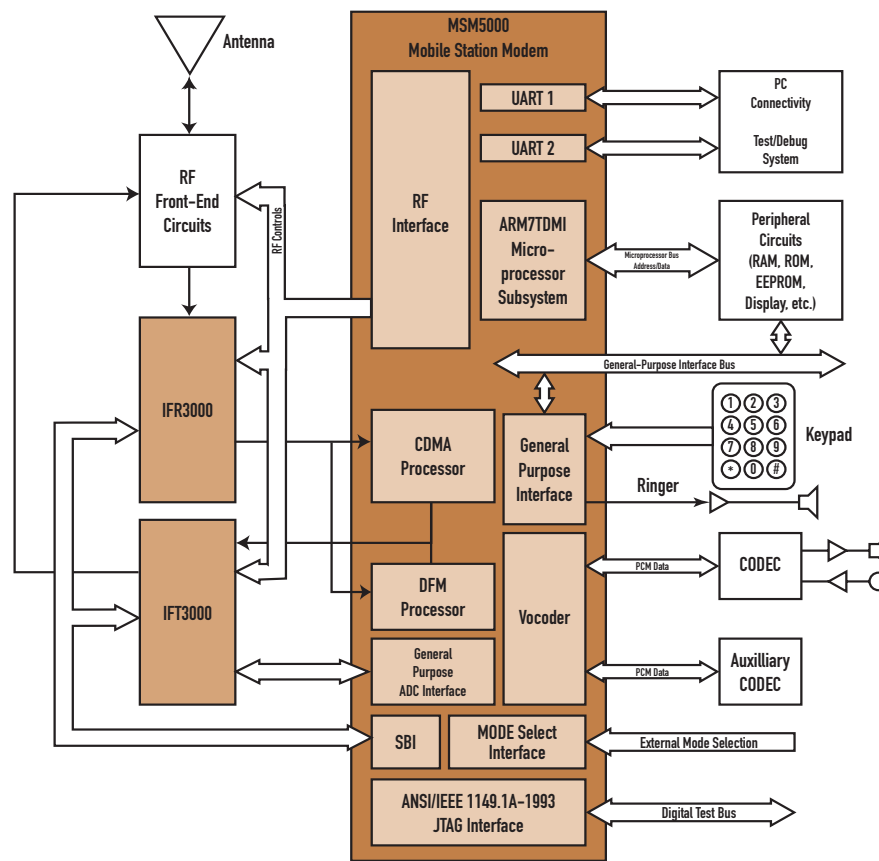 MSM5000
Mobile Station Modem
Antenna
RF
Front-End
Circuits
RF Controls
RF
Interface
UART 1
UART 2
PC
Connectivity
Test/Debug
System
ARM7TDMI
Micro-
processor
Subsystem
Microprocessor Bus
Address/Data
Peripheral
Circuits
(RAM, ROM,
EEPROM,
Display, etc.)
General-Purpose Interface Bus
IFR3000
CDMA
Processor
General
Purpose
Interface
1 2 3
4 5 6
7 8 9
* 0 #
Keypad
Ringer
IFT3000
DFM
Processor
Vocoder
PCM Data
CODEC
General
Purpose
ADC Interface
PCM Data
Auxilliary
CODEC
SBI
MODE Select
Interface
External Mode Selection
ANSI/IEEE 1149.1A-1993
JTAG Interface
Digital Test Bus